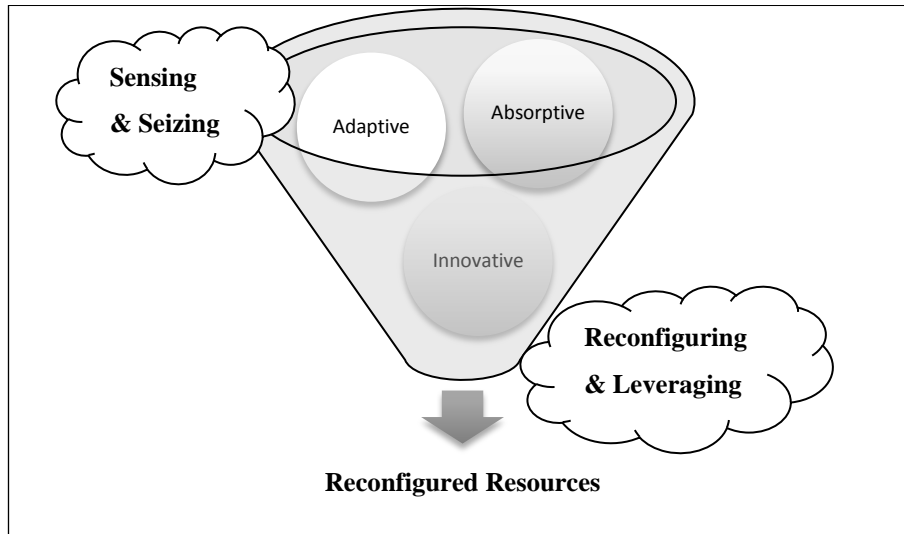 Sensing
& Seizing
Adaptive
Absorptive
Innovative
Reconfiguring
& Leveraging
Reconfigured Resources